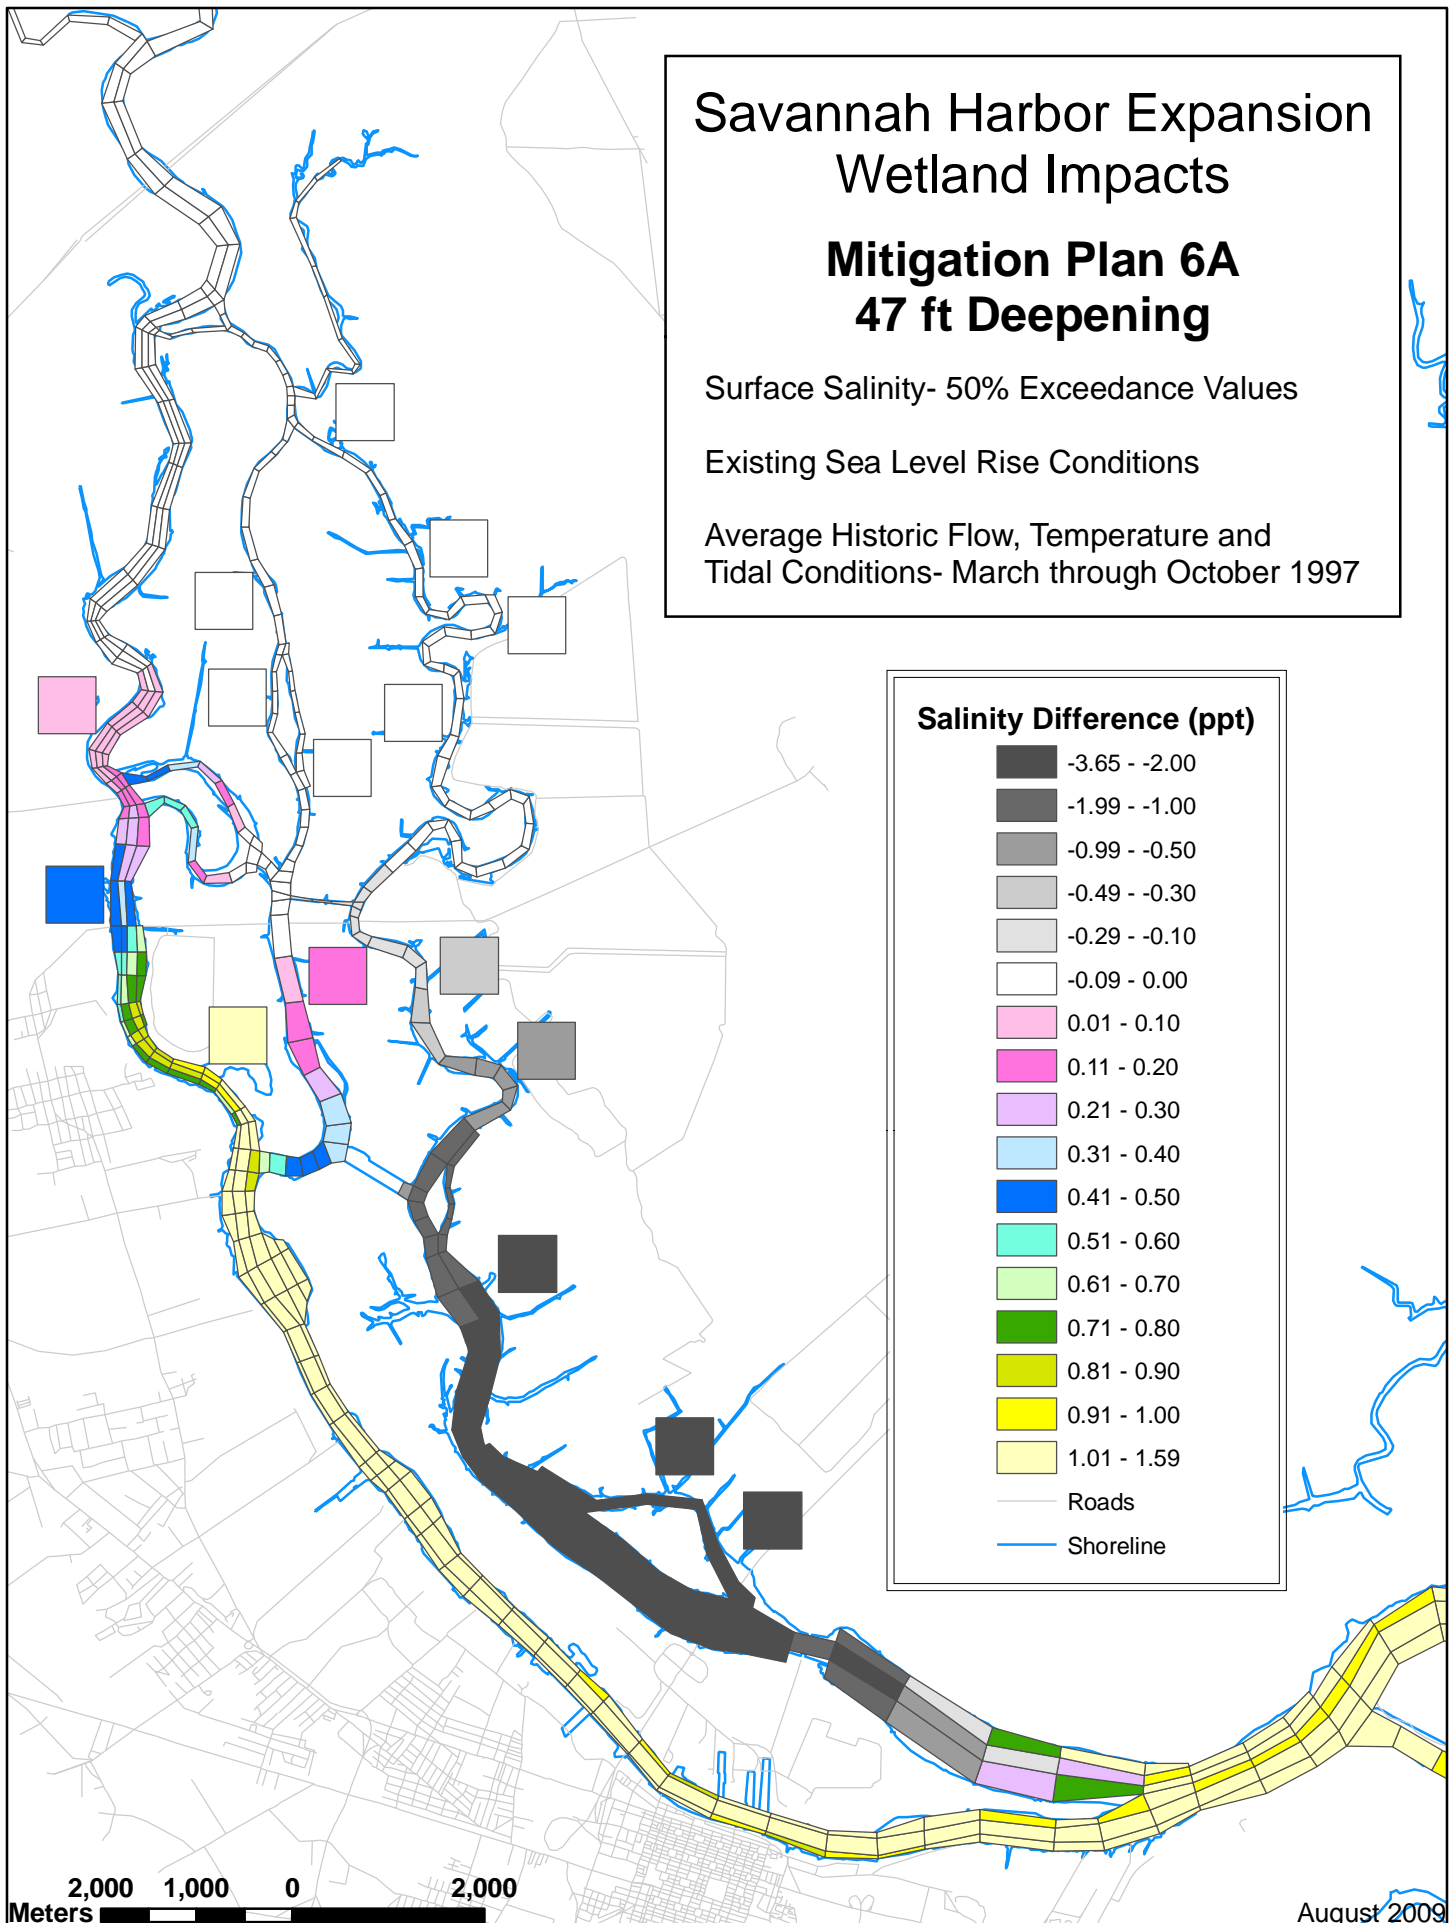 Savannah Harbor Expansion
Wetland Impacts
Mitigation Plan 6A
47 ft Deepening
Surface Salinity- 50% Exceedance Values
Existing Sea Level Rise Conditions
Average Historic Flow, Temperature and
Tidal Conditions- March through October 1997
Salinity Difference (ppt)
-3.65 - -2.00
-1.99 - -1.00
-0.99 - -0.50
-0.49 - -0.30
-0.29 - -0.10
-0.09 - 0.00
0.01 - 0.10
0.11 - 0.20
0.21 - 0.30
0.31 - 0.40
0.41 - 0.50
0.51 - 0.60
0.61 - 0.70
0.71 - 0.80
0.81 - 0.90
0.91 - 1.00
1.01 - 1.59
Roads
Shoreline
2,000 1,000 0 2,000
Meters
August 2009